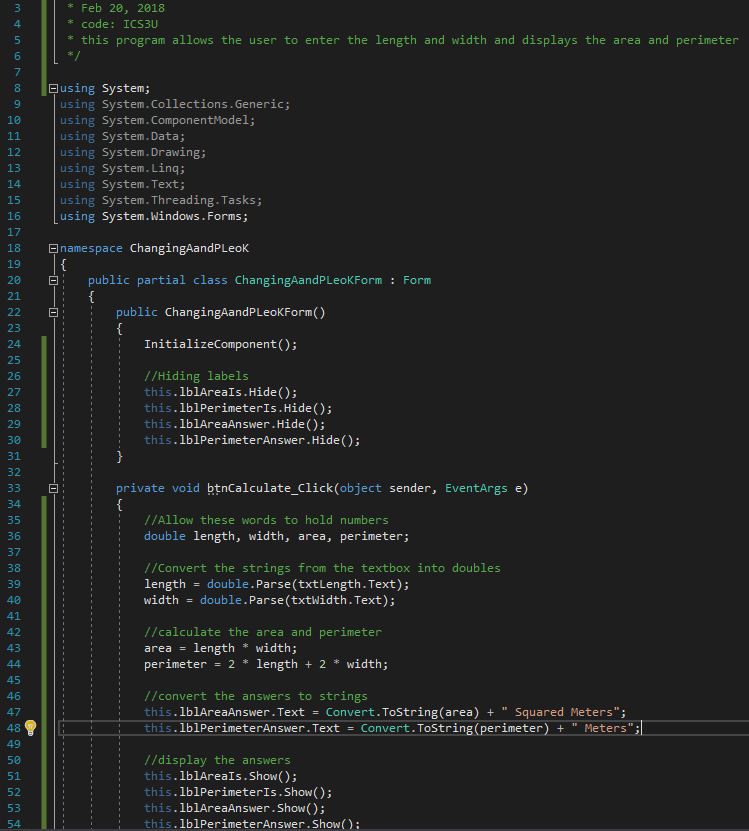 3 * Feb 20, 2018
4 * code: ICS3U
5 * this program allows the user to enter the length and width and displays the area and perimeter
6 */
7
8 using System;
9 using System.Collections.Generic;
10 using System.ComponentModel;
11 using System.Data;
12 using System.Drawing;
13 using System.Linq;
14 using System.Text;
15 using System.Threading.Tasks;
16 using System.Windows.Forms;
17
18 namespace ChangingAandPLeoK
19 {
20 public partial class ChangingAandPLeoKForm : Form
21 {
22 public ChangingAandPLeoKForm()
23 {
24 InitializeComponent();
25
26 //Hiding labels
27 this.lblAreaIs.Hide();
28 this.lblPerimeterIs.Hide();
29 this.lblAreaAnswer.Hide();
30 this.lblPerimeterAnswer.Hide();
31 }
32
33 private void btnCalculate_Click(object sender, EventArgs e)
34 {
35 //Allow these words to hold numbers
36 double length, width, area, perimeter;
37
38 //Convert the strings from the textbox into doubles
39 length = double.Parse(txtLength.Text);
40 width = double.Parse(txtWidth.Text);
41
42 //calculate the area and perimeter
43 area = length * width;
44 perimeter = 2 * length + 2 * width;
45
46 //convert the answers to strings
47 this.lblAreaAnswer.Text = Convert.ToString(area) + " Squared Meters";
48 this.lblPerimeterAnswer.Text = Convert.ToString(perimeter) + " Meters";
49
50 //display the answers
51 this.lblAreaIs.Show();
52 this.lblPerimeterIs.Show();
53 this.lblAreaAnswer.Show();
54 this.lblPerimeterAnswer.Show();